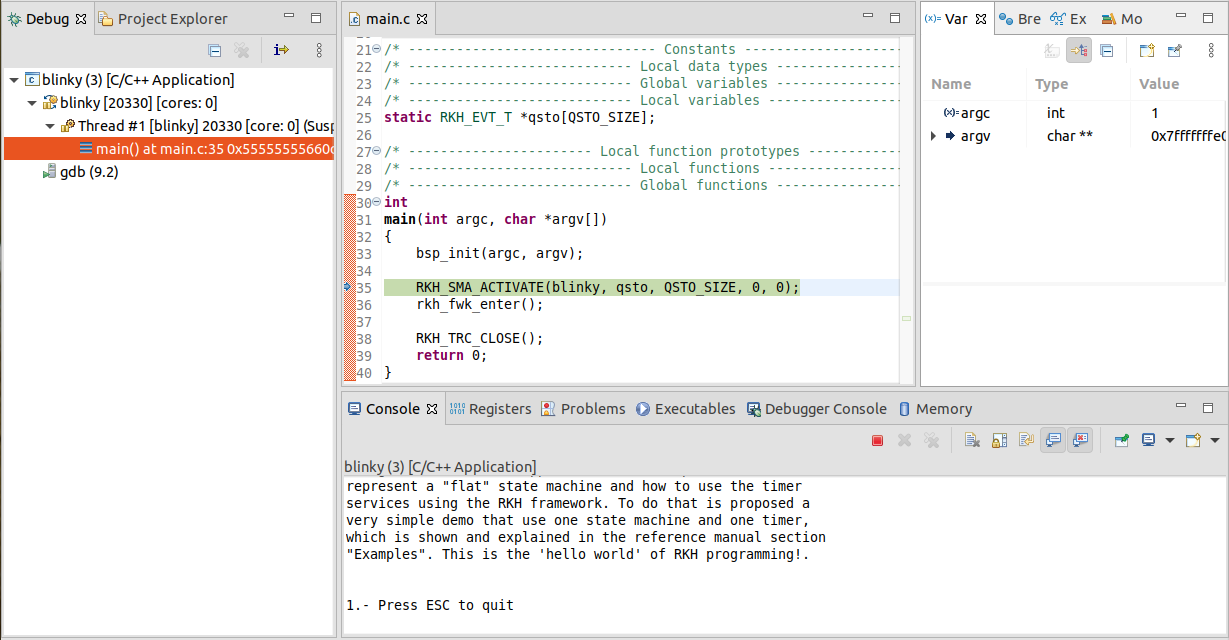 Debug
Project Explorer
blinky (3) [C/C++ Application]
blinky [20330] [cores: 0]
Thread #1 [blinky] 20330 [core: 0] (Susp
main() at main.c:35 0x55555555660
gdb (9.2)
main.c
21 /* ------------------------------- Constants --------------------
22 /* ---------------------------- Local data types ----------------
23 /* ---------------------------- Global variables ----------------
24 /* ---------------------------- Local variables -----------------
25 static RKH_EVT_T *qsto[QSTO_SIZE];
26
27 /* ----------------------- Local function prototypes ------------
28 /* ---------------------------- Local functions -----------------
29 /* ---------------------------- Global functions ----------------
30 int
31 main(int argc, char *argv[])
32 {
33 bsp_init(argc, argv);
34
35 RKH_SMA_ACTIVATE(blinky, qsto, QSTO_SIZE, 0, 0);
36 rkh_fwk_enter();
37
38 RKH_TRC_CLOSE();
39 return 0;
40 }
(x)= Var
Bre
Ex
Mo
Name Type Value
(x)= argc int 1
argv char ** 0x7fffffffe
Console
Registers
Problems
Executables
Debugger Console
Memory
blinky (3) [C/C++ Application]
represent a "flat" state machine and how to use the timer
services using the RKH framework. To do that is proposed a
very simple demo that use one state machine and one timer,
which is shown and explained in the reference manual section
"Examples". This is the 'hello world' of RKH programming!.
1.- Press ESC to quit